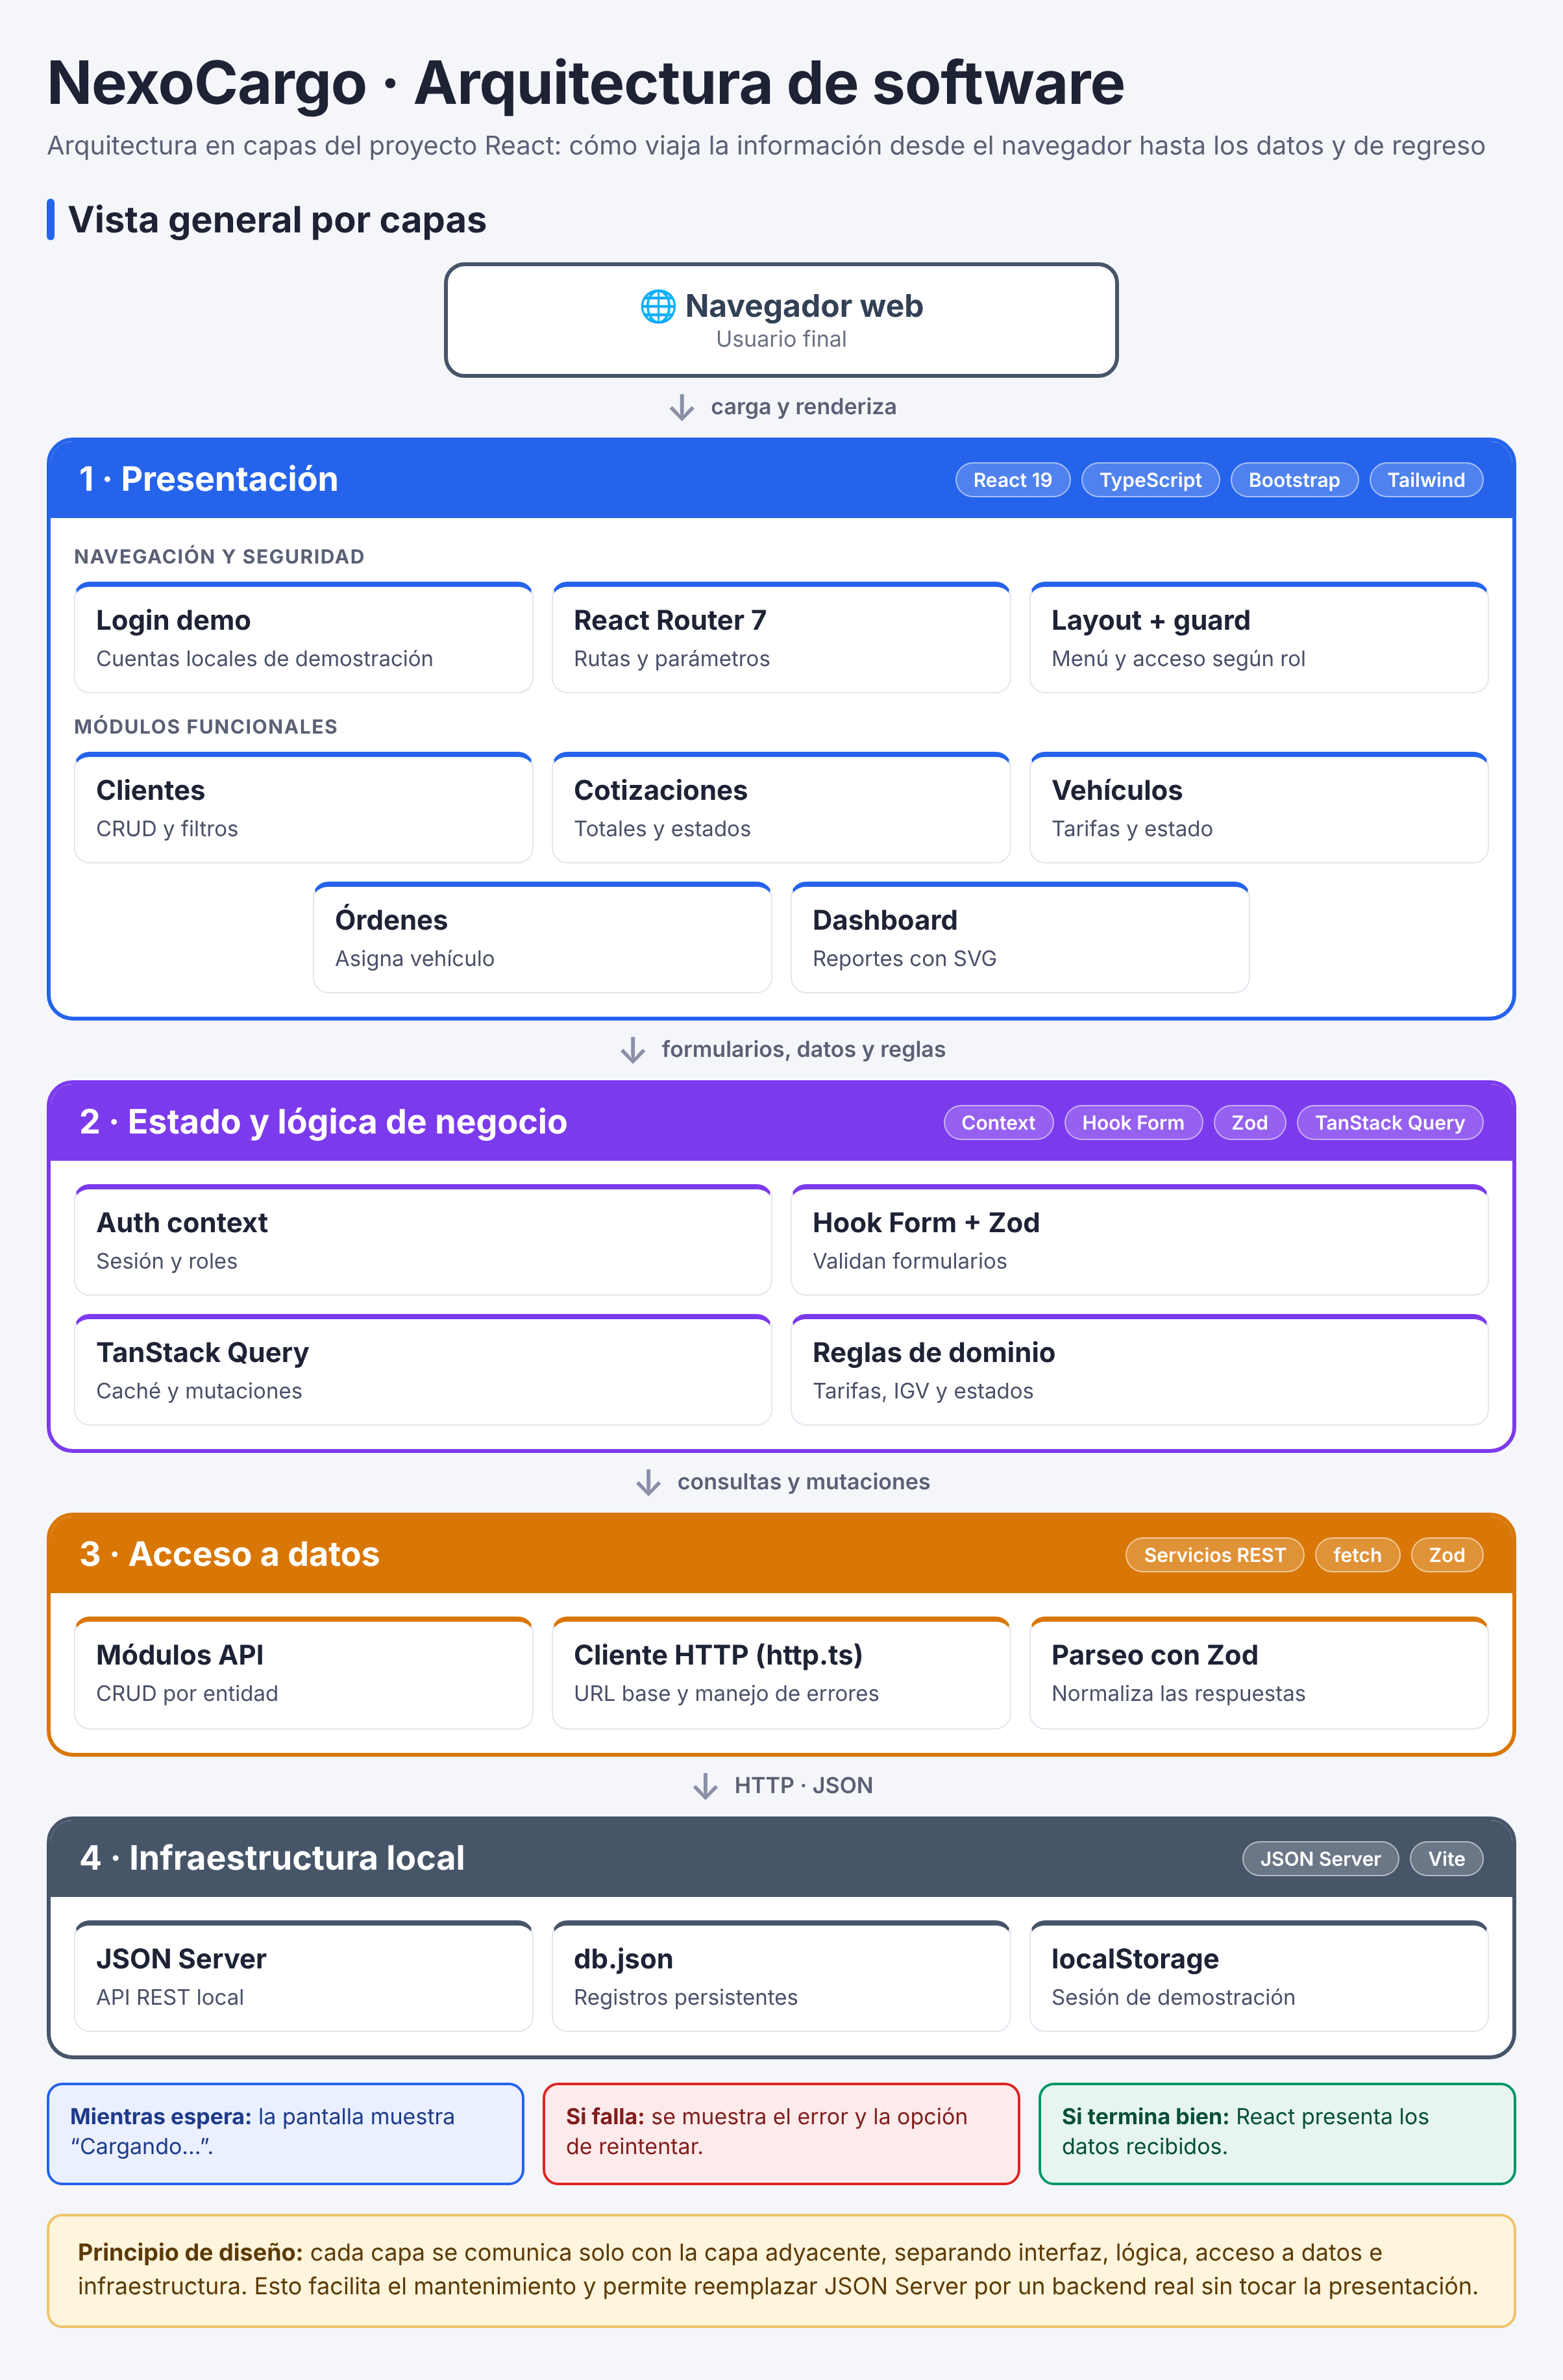 NexoCargo · Arquitectura de software
Arquitectura en capas del proyecto React: cómo viaja la información desde el navegador hasta los datos y de regreso
Vista general por capas
Navegador web
Usuario final
↓ carga y renderiza
1 · Presentación
React 19
TypeScript
Bootstrap
Tailwind
NAVEGACIÓN Y SEGURIDAD
Login demo
Cuentas locales de demostración
React Router 7
Rutas y parámetros
Layout + guard
Menú y acceso según rol
MÓDULOS FUNCIONALES
Clientes
CRUD y filtros
Cotizaciones
Totales y estados
Vehículos
Tarifas y estado
Órdenes
Asigna vehículo
Dashboard
Reportes con SVG
↓ formularios, datos y reglas
2 · Estado y lógica de negocio
Context
Hook Form
Zod
TanStack Query
Auth context
Sesión y roles
Hook Form + Zod
Validan formularios
TanStack Query
Caché y mutaciones
Reglas de dominio
Tarifas, IGV y estados
↓ consultas y mutaciones
3 · Acceso a datos
Servicios REST
fetch
Zod
Módulos API
CRUD por entidad
Cliente HTTP (http.ts)
URL base y manejo de errores
Parseo con Zod
Normaliza las respuestas
↓ HTTP · JSON
4 · Infraestructura local
JSON Server
Vite
JSON Server
API REST local
db.json
Registros persistentes
localStorage
Sesión de demostración
Mientras espera: la pantalla muestra
“Cargando…”.
Si falla: se muestra el error y la opción
de reintentar.
Si termina bien: React presenta los
datos recibidos.
Principio de diseño: cada capa se comunica solo con la capa adyacente, separando interfaz, lógica, acceso a datos e
infraestructura. Esto facilita el mantenimiento y permite reemplazar JSON Server por un backend real sin tocar la presentación.